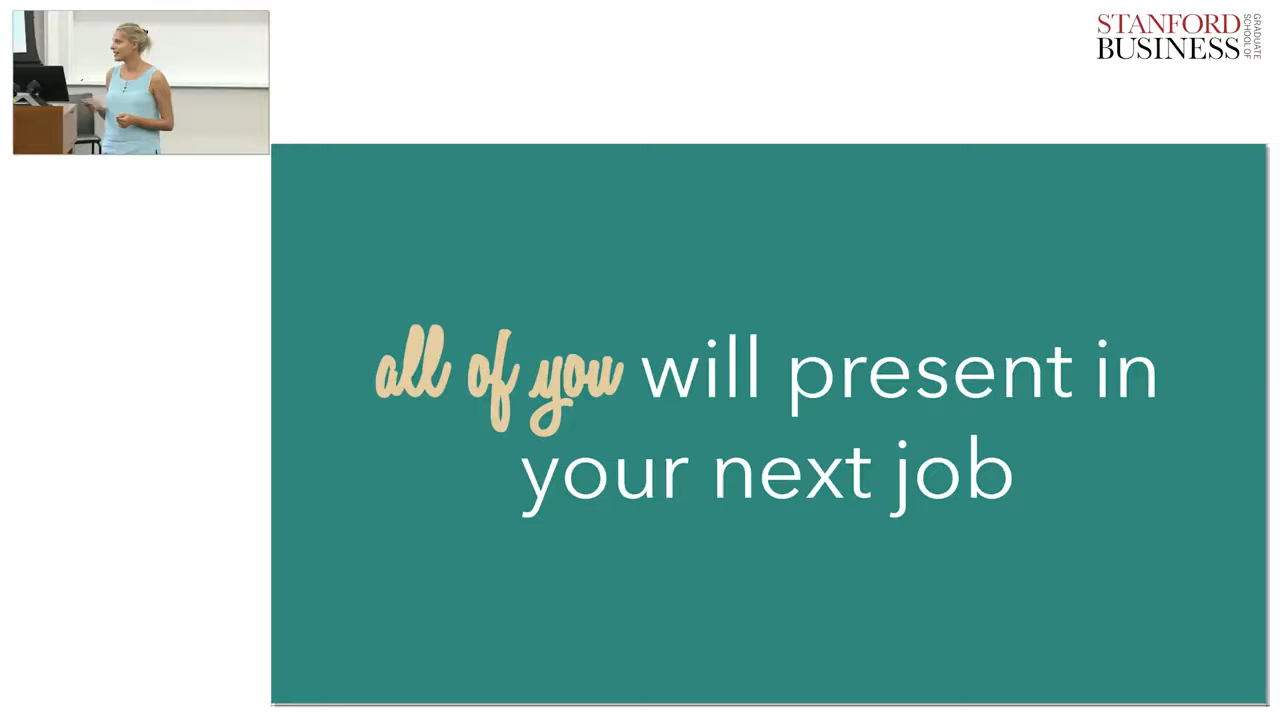 STANFORD
BUSINESS
GRADUATE
SCHOOL OF
all of you will present in
your next job